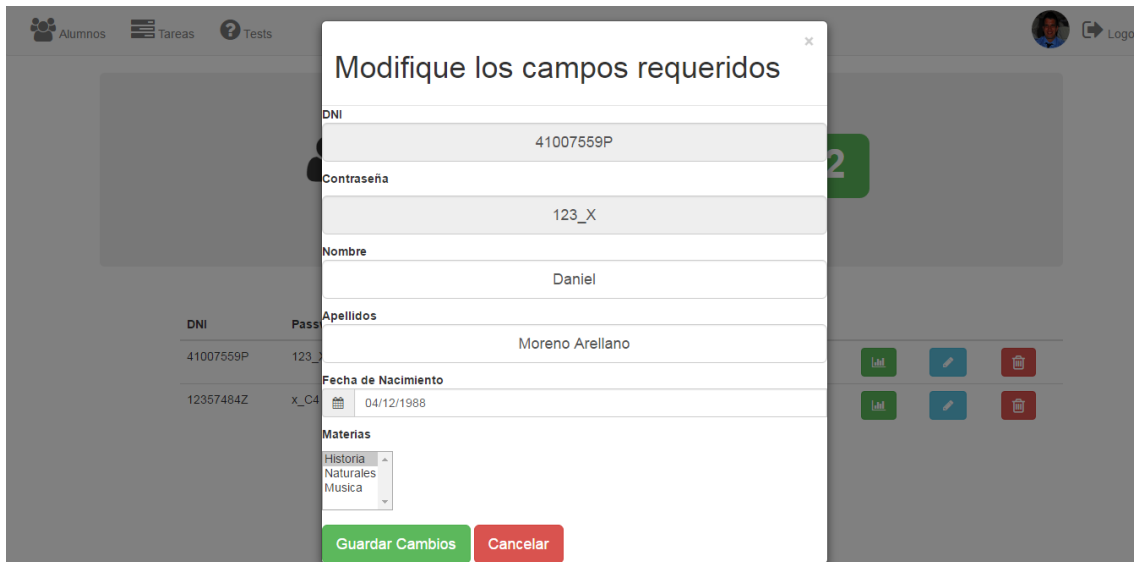 Alumnos Tareas Tests Logo
×
Modifique los campos requeridos
DNI
41007559P
2
Contraseña
123_X
Nombre
Daniel
Apellidos
Moreno Arellano
Fecha de Nacimiento
04/12/1988
Materias
Historia
Naturales
Musica
Guardar Cambios Cancelar
DNI Passw
41007559P 123_X
12357484Z x_C4